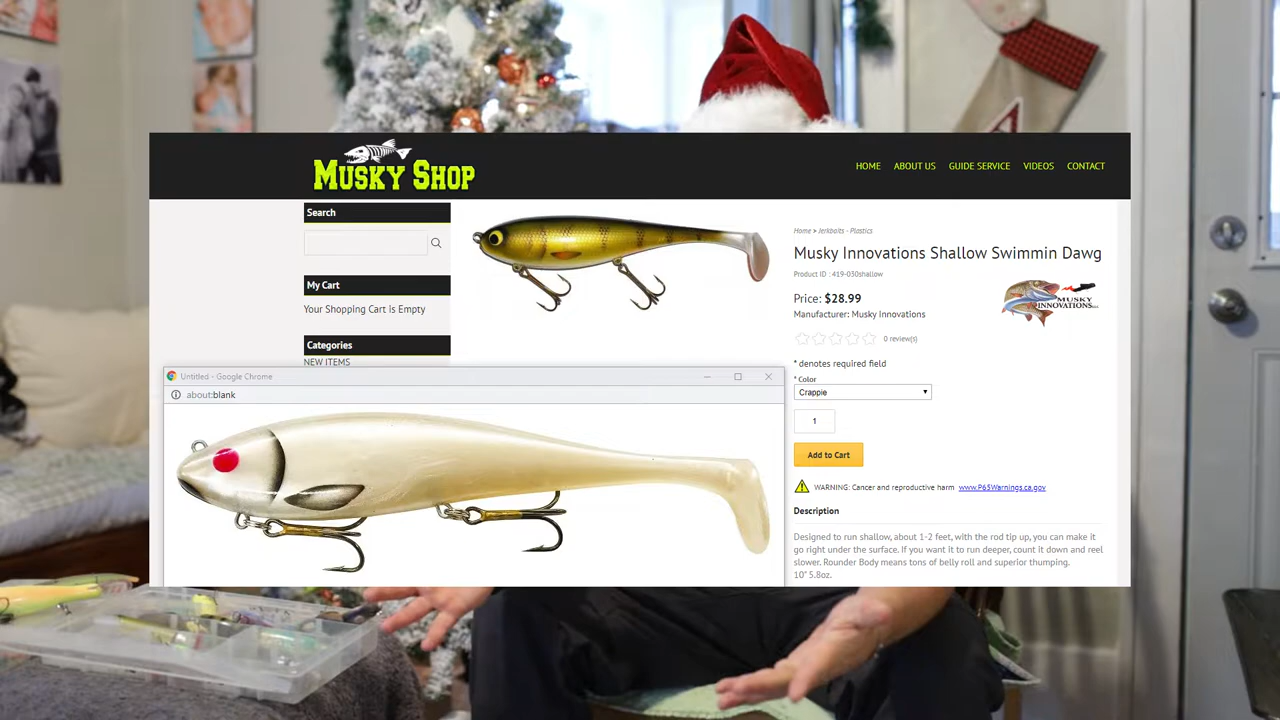 MUSKY SHOP
HOME ABOUT US GUIDE SERVICE VIDEOS CONTACT
Search
My Cart
Your Shopping Cart is Empty
Categories
NEW ITEMS
Home > Jerkbaits - Plastics
Musky Innovations Shallow Swimmin Dawg
Product ID : 419-030shallow
MUSKY INNOVATIONS
Price: $28.99
Manufacturer: Musky Innovations
0 review(s)
* denotes required field
* Color
Crappie
1
Add to Cart
WARNING: Cancer and reproductive harm www.P65Warnings.ca.gov
Description
Designed to run shallow, about 1-2 feet, with the rod tip up, you can make it
go right under the surface. If you want it to run deeper, count it down and reel
slower. Rounder Body means tons of belly roll and superior thumping.
10" 5.8oz.
Untitled - Google Chrome
about:blank
A